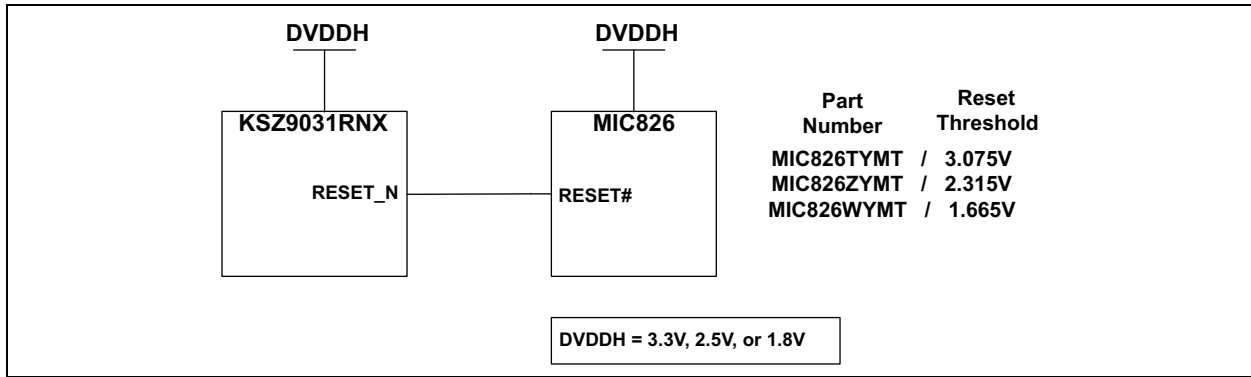 DVDDH
DVDDH
KSZ9031RNX
MIC826
RESET_N
RESET#
Part Number
Reset Threshold
MIC826TYMT / 3.075V
MIC826ZYMT / 2.315V
MIC826WYMT / 1.665V
DVDDH = 3.3V, 2.5V, or 1.8V